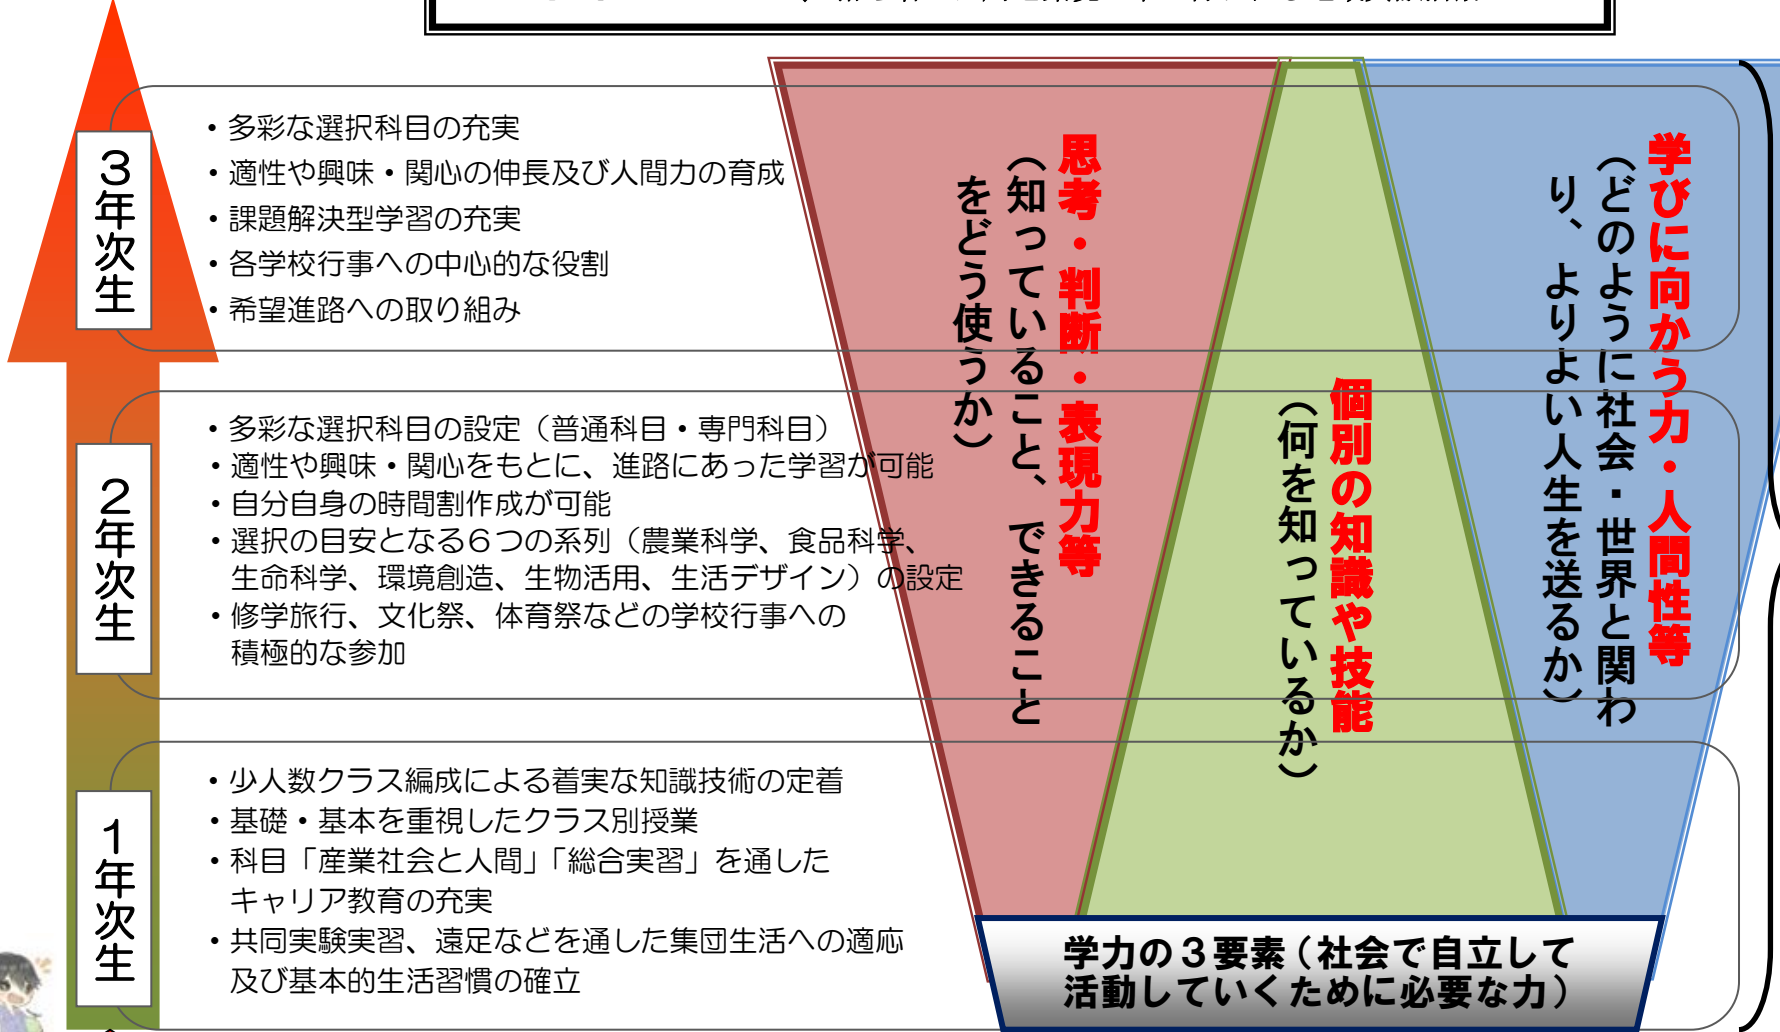 3年次生
・多彩な選択科目の充実
・適性や興味・関心の伸長及び人間力の育成
・課題解決型学習の充実
・各学校行事への中心的な役割
・希望進路への取り組み
2年次生
・多彩な選択科目の設定（普通科目・専門科目）
・適性や興味・関心をもとに、進路にあった学習が可能
・自分自身の時間割作成が可能
・選択の目安となる6つの系列（農業科学、食品科学、
生命科学、環境創造、生物活用、生活デザイン）の設定
・修学旅行、文化祭、体育祭などの学校行事への
積極的な参加
1年次生
・少人数クラス編成による着実な知識技術の定着
・基礎・基本を重視したクラス別授業
・科目「産業社会と人間」「総合実習」を通した
キャリア教育の充実
・共同実験実習、遠足などを通した集団生活への適応
及び基本的生活習慣の確立
思考・判断・表現力等
（知っていること、できること
をどう使うか）
個別の知識や技能
（何を知っているか）
学びに向かう力・人間性等
（どのように社会・世界と関わ
り、よりよい人生を送るか）
学力の3要素（社会で自立して
活動していくために必要な力）